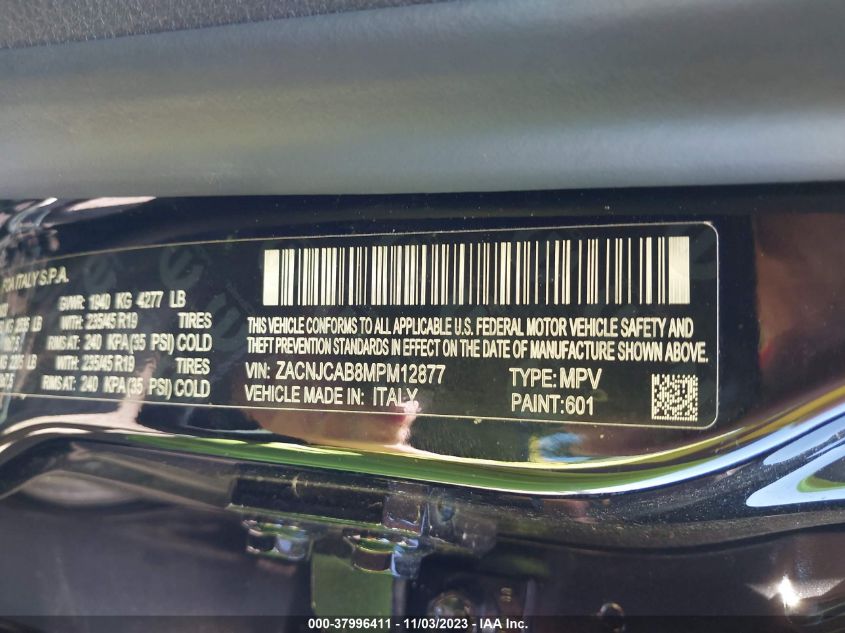 FCA ITALY S.P.A.
GVWR: 1940 KG 4277 LB
LB
WITH: 235/45 R19 TIRES
RIMS AT: 240 KPA (35 PSI) COLD
LB
WITH: 235/45 R19 TIRES
RIMS AT: 240 KPA (35 PSI) COLD
THIS VEHICLE CONFORMS TO ALL APPLICABLE U.S. FEDERAL MOTOR VEHICLE SAFETY AND
THEFT PREVENTION STANDARDS IN EFFECT ON THE DATE OF MANUFACTURE SHOWN ABOVE.
VIN: ZACNJCAB8MPM12877 TYPE: MPV
VEHICLE MADE IN: ITALY PAINT:601
000-37996411 - 11/03/2023 - IAA Inc.